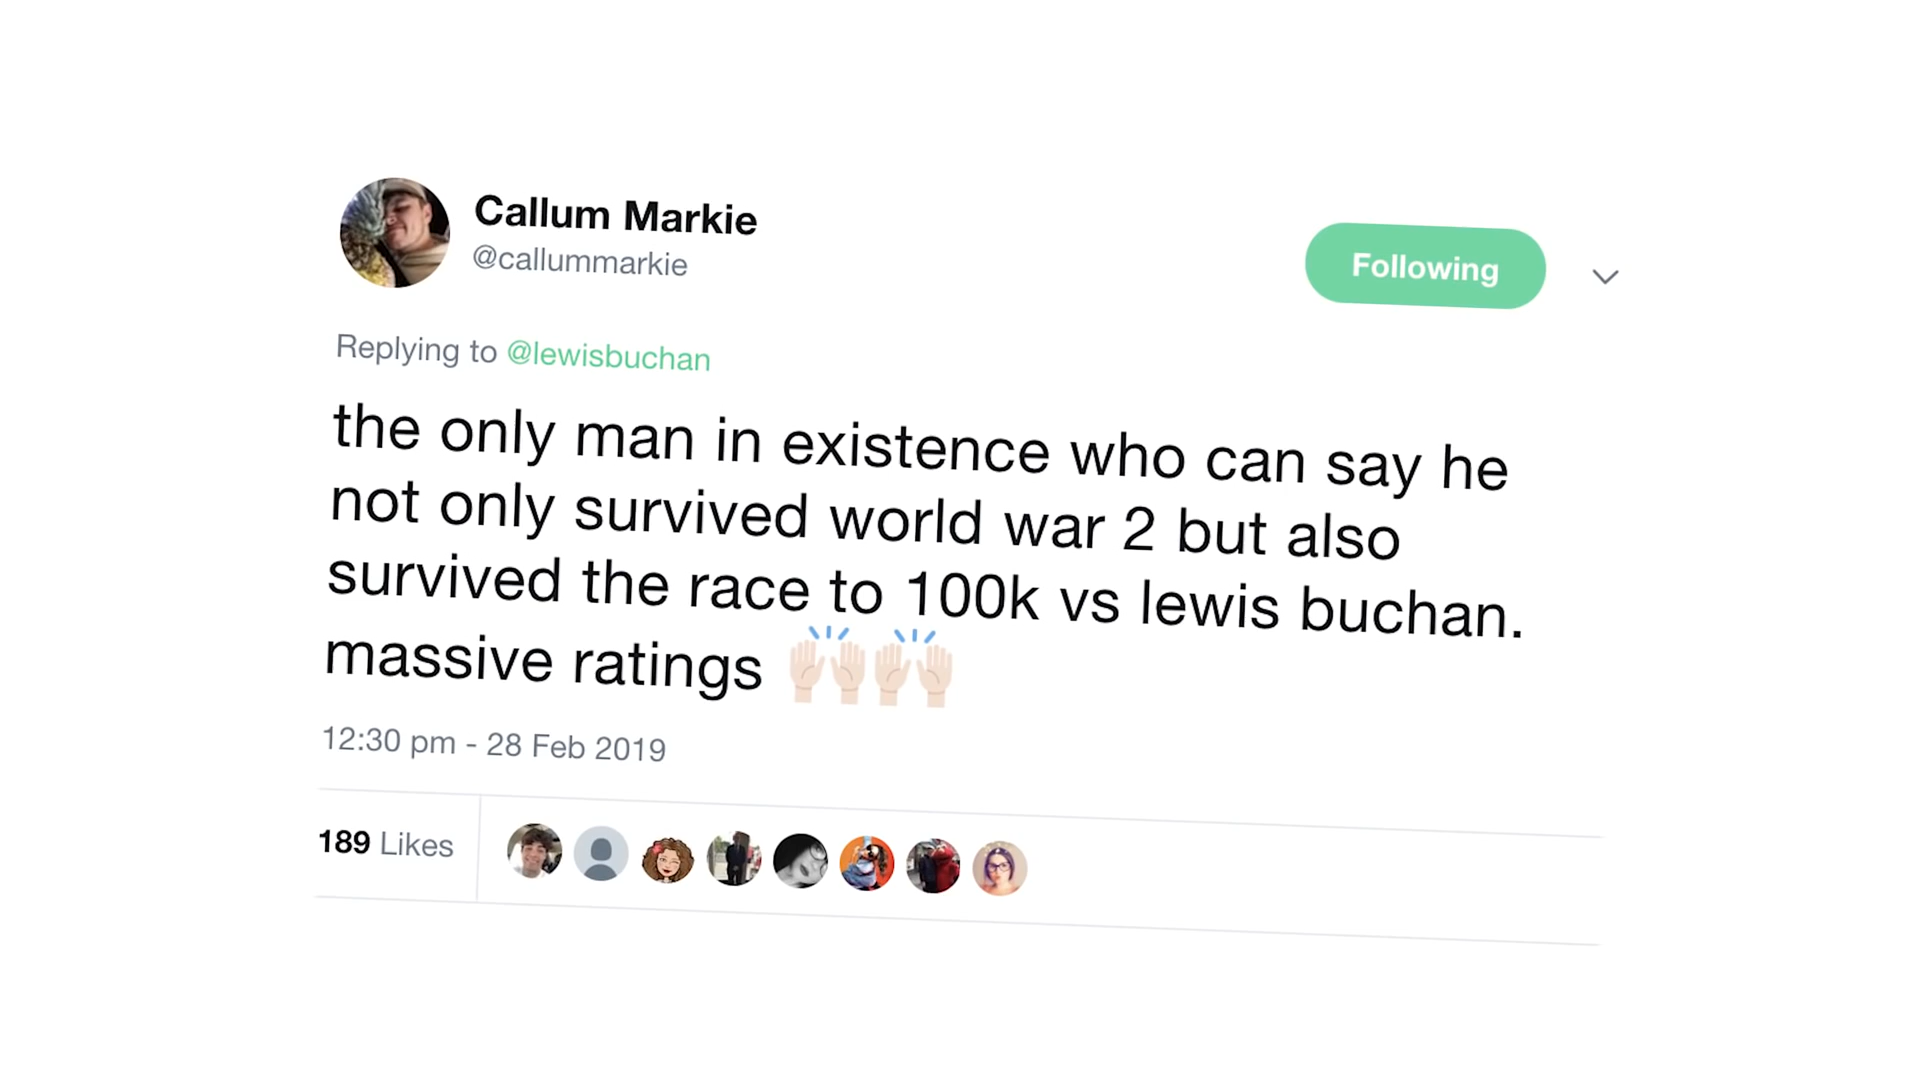 Callum Markie
@callummarkie
Following
Replying to @lewisbuchan
the only man in existence who can say he
not only survived world war 2 but also
survived the race to 100k vs lewis buchan.
massive ratings 🙌🏻🙌🏻
12:30 pm - 28 Feb 2019
189 Likes